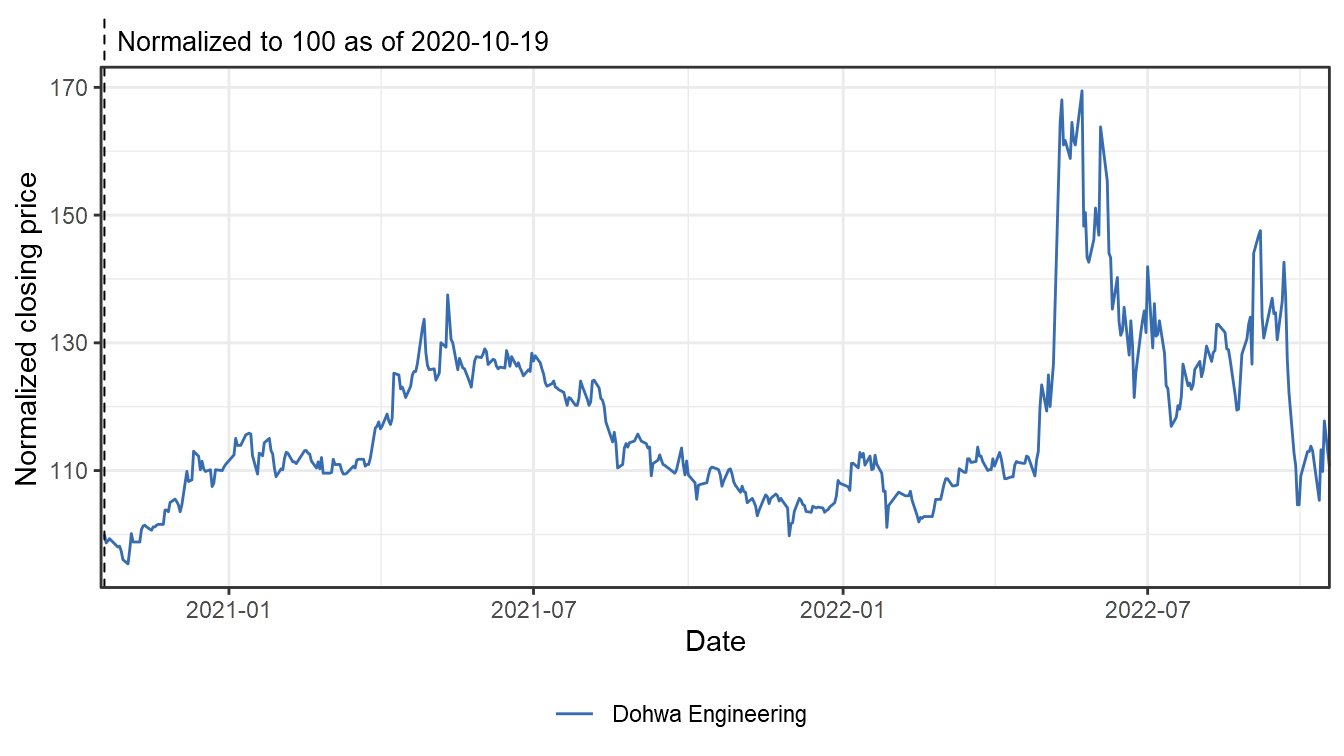 Normalized to 100 as of 2020-10-19
170
150
130
110
Normalized closing price
2021-01
2021-07
2022-01
2022-07
Date
Dohwa Engineering